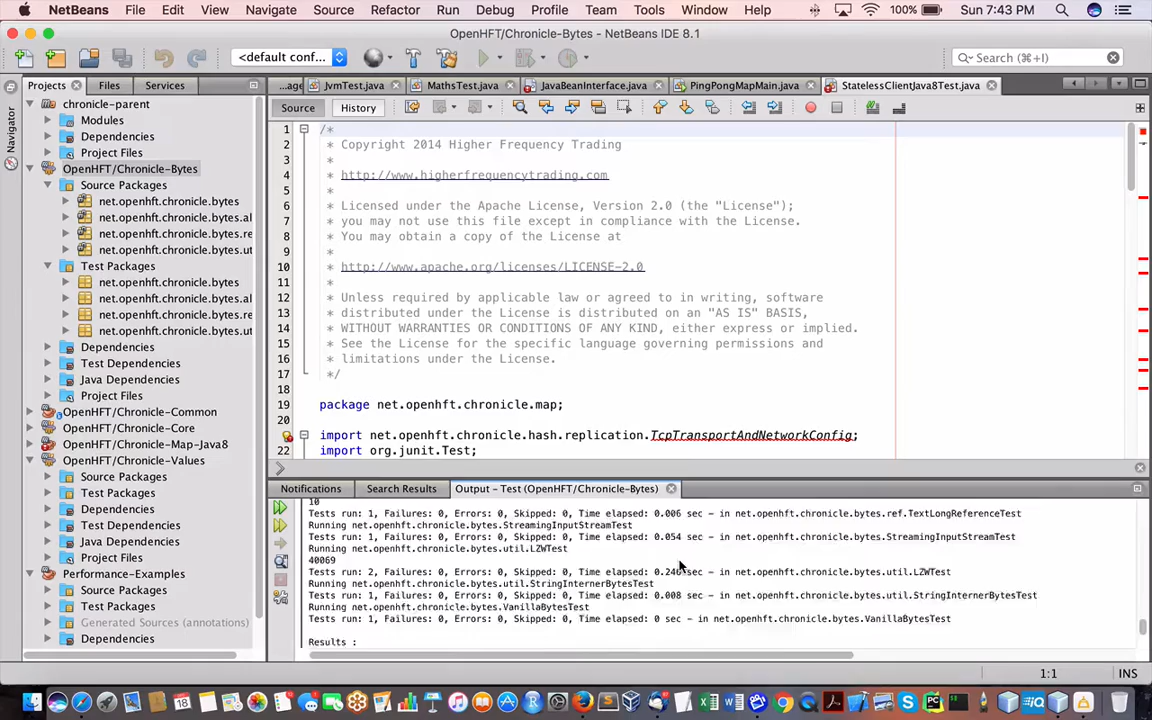 NetBeans File Edit View Navigate Source Refactor Run Debug Profile Team Tools Window Help 100% Sun 7:43 PM
OpenHFT/Chronicle-Bytes - NetBeans IDE 8.1
<default conf...
Search (⌘+I)
Projects Files Services
...age JvmTest.java MathsTest.java JavaBeanInterface.java PingPongMapMain.java StatelessClientJava8Test.java
Source History
Navigator
chronicle-parent
Modules
Dependencies
Project Files
OpenHFT/Chronicle-Bytes
Source Packages
net.openhft.chronicle.bytes
net.openhft.chronicle.bytes.al
net.openhft.chronicle.bytes.re
net.openhft.chronicle.bytes.ut
Test Packages
net.openhft.chronicle.bytes
net.openhft.chronicle.bytes.al
net.openhft.chronicle.bytes.re
net.openhft.chronicle.bytes.ut
Dependencies
Test Dependencies
Java Dependencies
Project Files
OpenHFT/Chronicle-Common
OpenHFT/Chronicle-Core
OpenHFT/Chronicle-Map-Java8
OpenHFT/Chronicle-Values
Source Packages
Test Packages
Dependencies
Test Dependencies
Java Dependencies
Project Files
Performance-Examples
Source Packages
Test Packages
Generated Sources (annotations)
Dependencies
1 /*
2 * Copyright 2014 Higher Frequency Trading
3 *
4 * http://www.higherfrequencytrading.com
5 *
6 * Licensed under the Apache License, Version 2.0 (the "License");
7 * you may not use this file except in compliance with the License.
8 * You may obtain a copy of the License at
9 *
10 * http://www.apache.org/licenses/LICENSE-2.0
11 *
12 * Unless required by applicable law or agreed to in writing, software
13 * distributed under the License is distributed on an "AS IS" BASIS,
14 * WITHOUT WARRANTIES OR CONDITIONS OF ANY KIND, either express or implied.
15 * See the License for the specific language governing permissions and
16 * limitations under the License.
17 */
18
19 package net.openhft.chronicle.map;
20
import net.openhft.chronicle.hash.replication.TcpTransportAndNetworkConfig;
22 import org.junit.Test;
Notifications Search Results Output - Test (OpenHFT/Chronicle-Bytes)
10
Tests run: 1, Failures: 0, Errors: 0, Skipped: 0, Time elapsed: 0.006 sec - in net.openhft.chronicle.bytes.ref.TextLongReferenceTest
Running net.openhft.chronicle.bytes.StreamingInputStreamTest
Tests run: 1, Failures: 0, Errors: 0, Skipped: 0, Time elapsed: 0.054 sec - in net.openhft.chronicle.bytes.StreamingInputStreamTest
Running net.openhft.chronicle.bytes.util.LZWTest
40069
Tests run: 2, Failures: 0, Errors: 0, Skipped: 0, Time elapsed: sec - in net.openhft.chronicle.bytes.util.LZWTest
Running net.openhft.chronicle.bytes.util.StringInternerBytesTest
Tests run: 1, Failures: 0, Errors: 0, Skipped: 0, Time elapsed: 0.008 sec - in net.openhft.chronicle.bytes.util.StringInternerBytesTest
Running net.openhft.chronicle.bytes.VanillaBytesTest
Tests run: 1, Failures: 0, Errors: 0, Skipped: 0, Time elapsed: 0 sec - in net.openhft.chronicle.bytes.VanillaBytesTest
Results :
1:1 INS
18